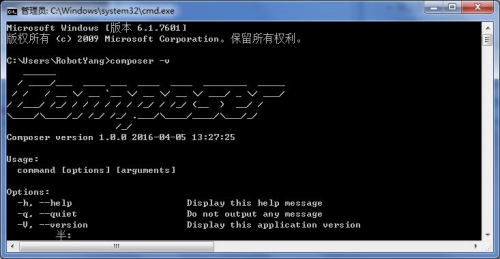 管理员: C:\Windows\system32\cmd.exe
Microsoft Windows [版本 6.1.7601]
版权所有 (c) 2009 Microsoft Corporation。保留所有权利。
C:\Users\RobotYang>composer -v
Composer
Composer version 1.0.0 2016-04-05 13:27:25
Usage:
command [options] [arguments]
Options:
-h, --help Display this help message
-q, --quiet Do not output any message
-V, --version Display this application version
半: